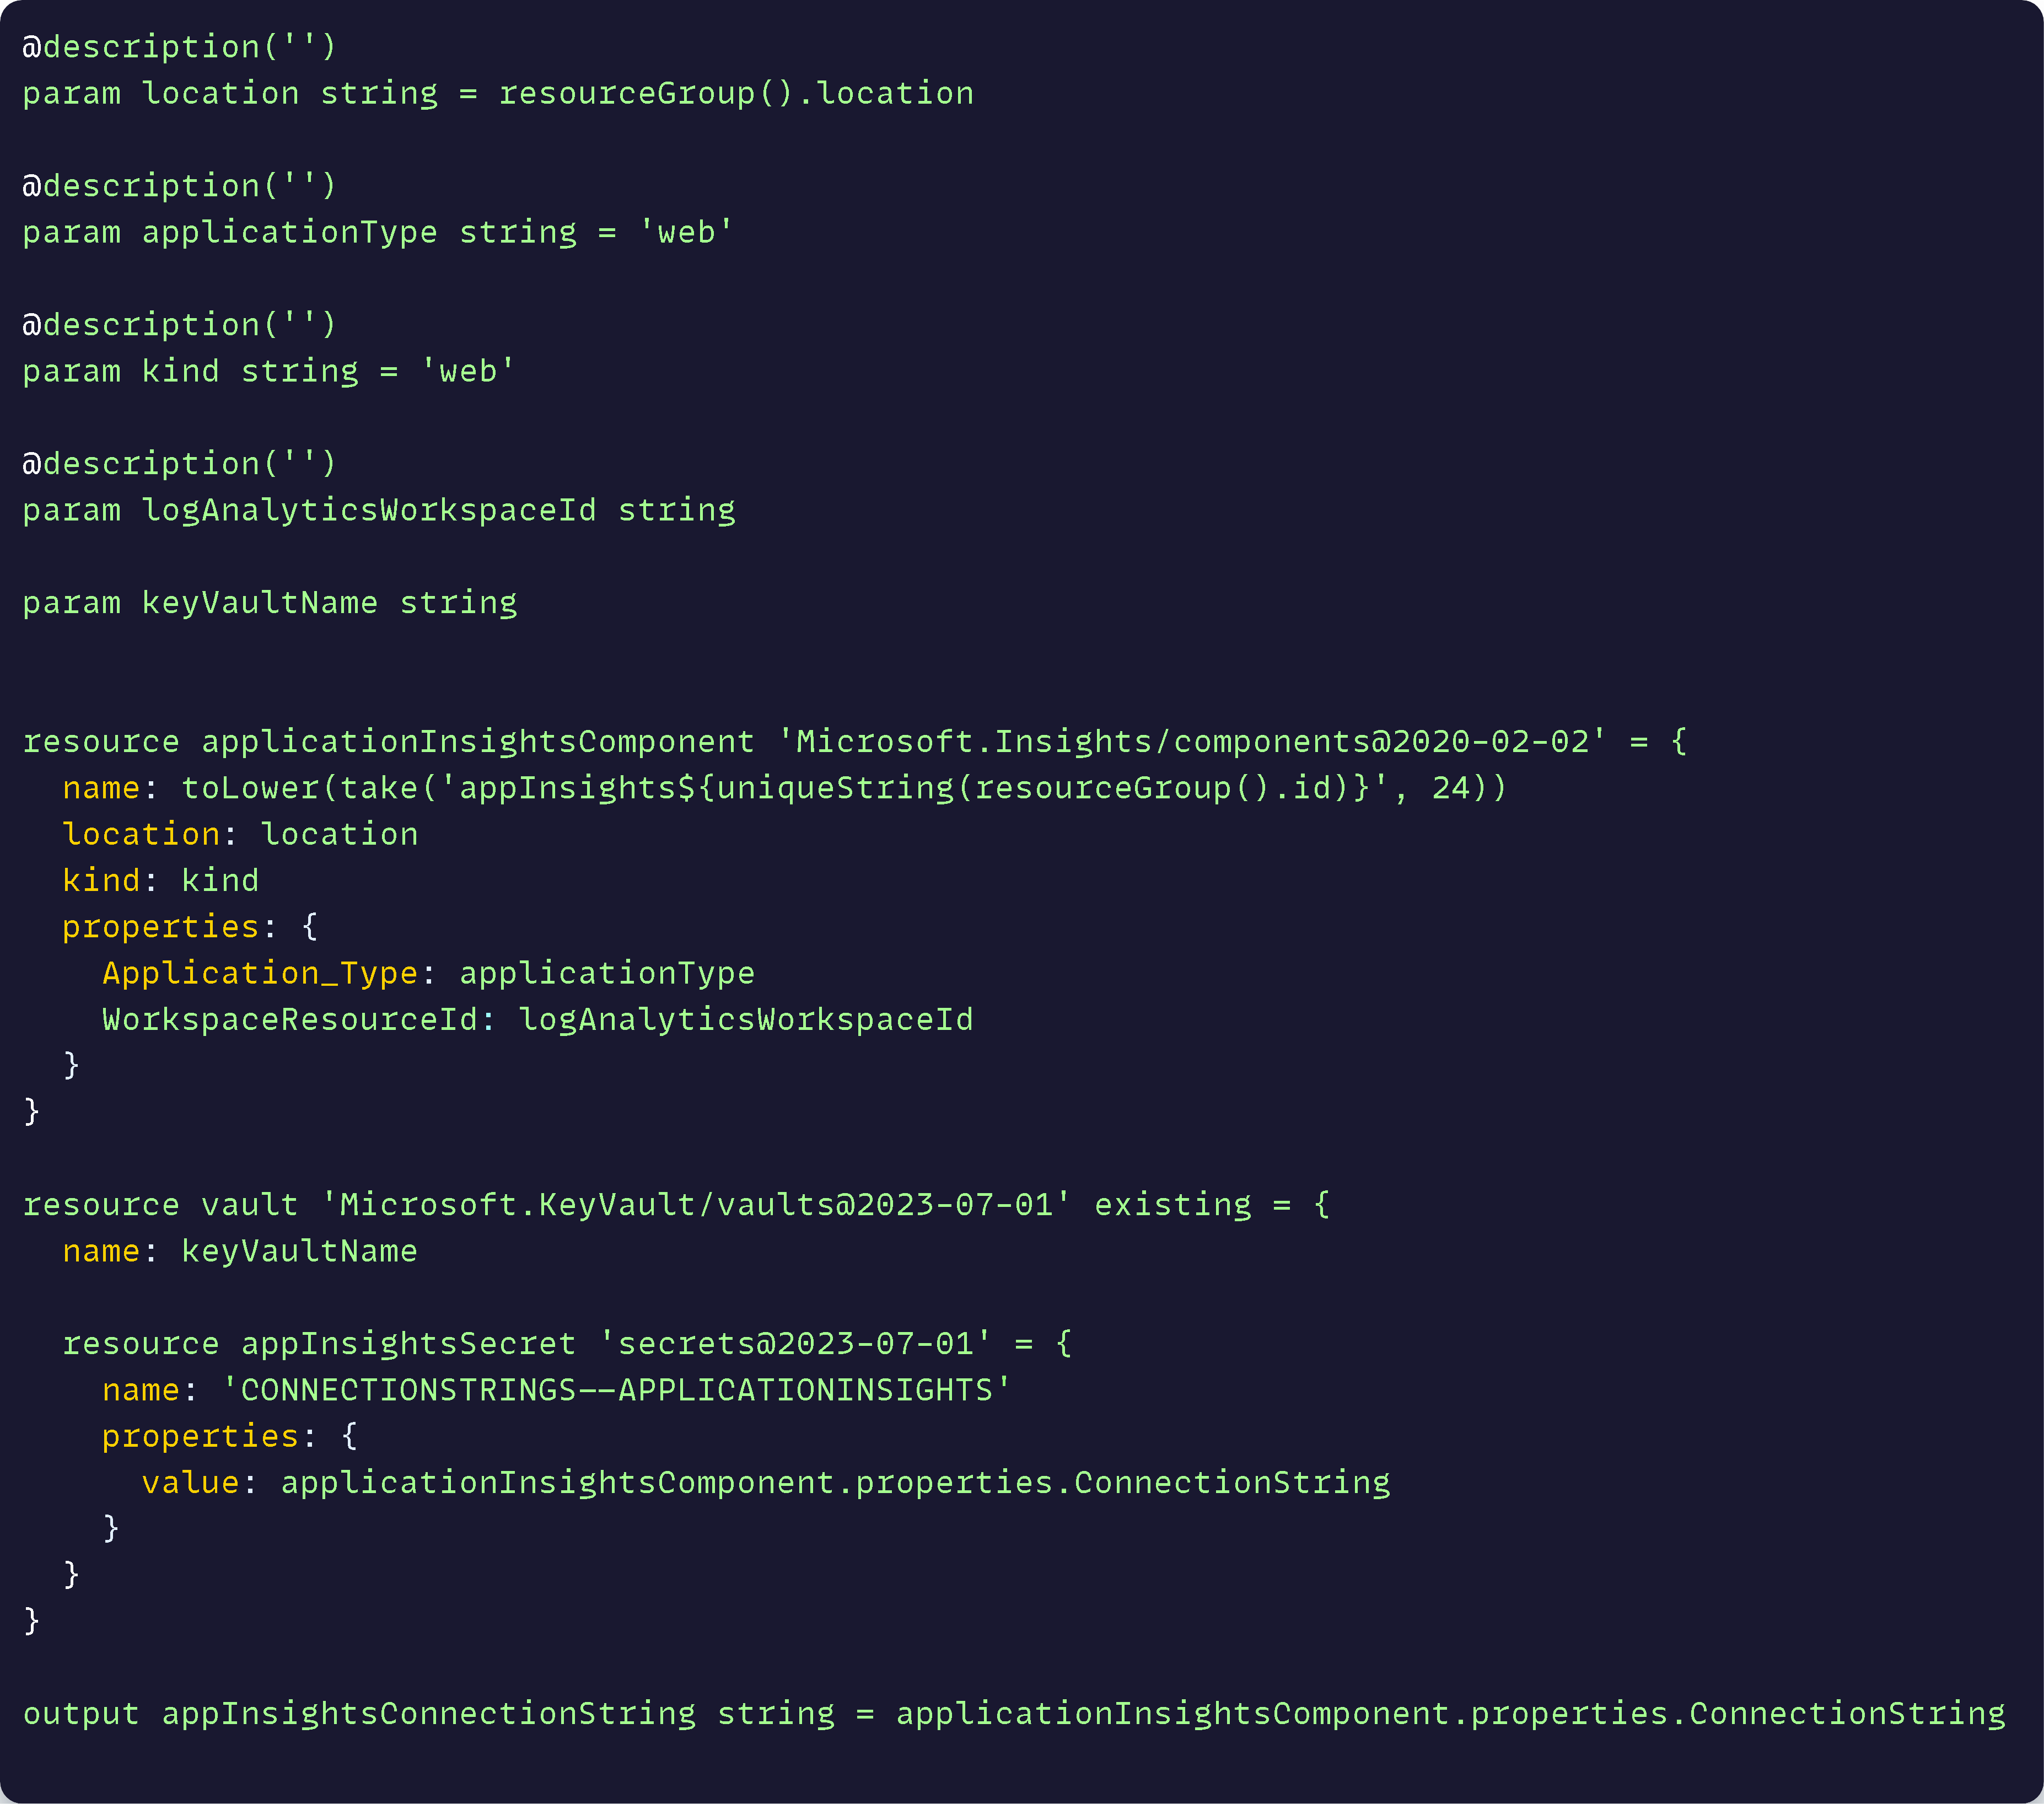 @description('')
param location string = resourceGroup().location

@description('')
param applicationType string = 'web'

@description('')
param kind string = 'web'

@description('')
param logAnalyticsWorkspaceId string

param keyVaultName string


resource applicationInsightsComponent 'Microsoft.Insights/components@2020-02-02' = {
  name: toLower(take('appInsights${uniqueString(resourceGroup().id)}', 24))
  location: location
  kind: kind
  properties: {
    Application_Type: applicationType
    WorkspaceResourceId: logAnalyticsWorkspaceId
  }
}

resource vault 'Microsoft.KeyVault/vaults@2023-07-01' existing = {
  name: keyVaultName

  resource appInsightsSecret 'secrets@2023-07-01' = {
    name: 'CONNECTIONSTRINGS--APPLICATIONINSIGHTS'
    properties: {
      value: applicationInsightsComponent.properties.ConnectionString
    }
  }
}

output appInsightsConnectionString string = applicationInsightsComponent.properties.ConnectionString